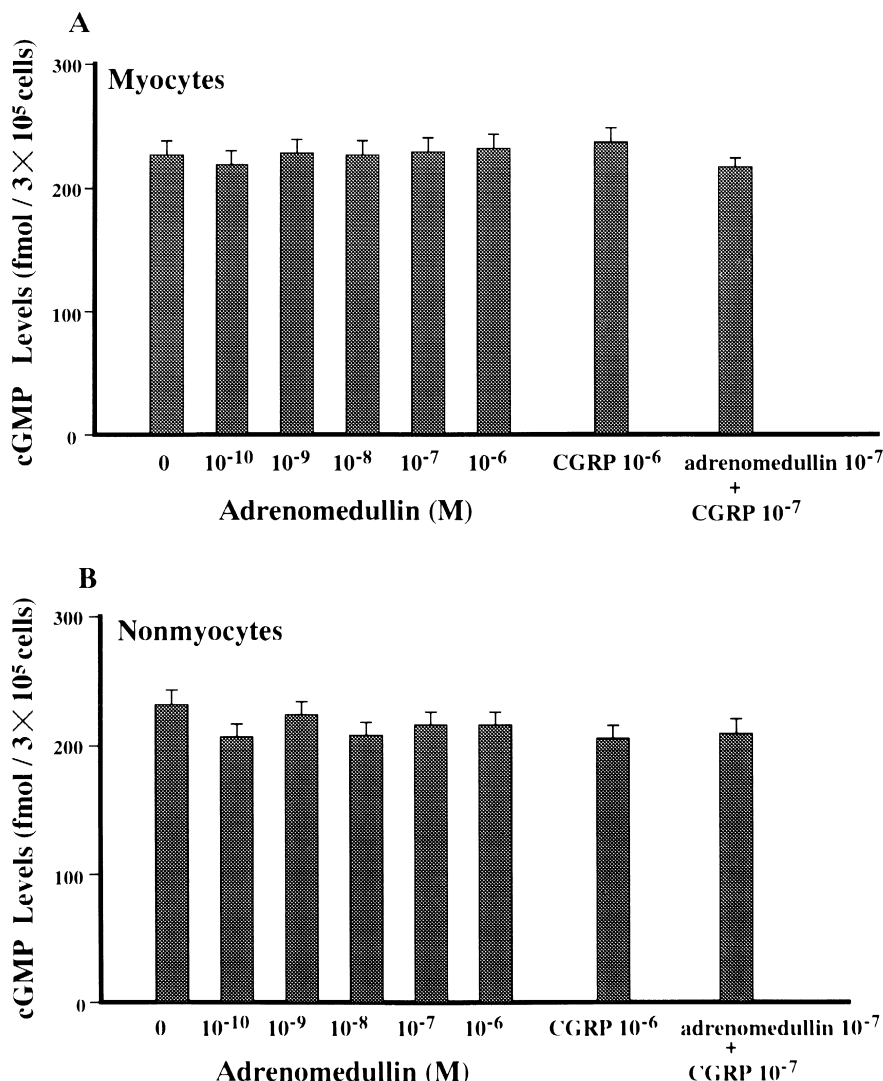 A
Myocytes
cGMP Levels (fmol / 3 × 10⁵ cells)
300
200
100
0
0 10⁻¹⁰ 10⁻⁹ 10⁻⁸ 10⁻⁷ 10⁻⁶ CGRP 10⁻⁶ adrenomedullin 10⁻⁷
+
Adrenomedullin (M) CGRP 10⁻⁷
B
Nonmyocytes
cGMP Levels (fmol / 3 × 10⁵ cells)
300
200
100
0
0 10⁻¹⁰ 10⁻⁹ 10⁻⁸ 10⁻⁷ 10⁻⁶ CGRP 10⁻⁶ adrenomedullin 10⁻⁷
+
Adrenomedullin (M) CGRP 10⁻⁷